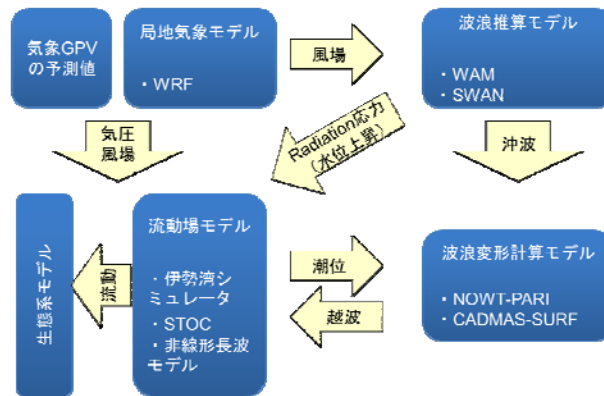 気象GPV
の予測値
局地気象モデル
・WRF
風場
波浪推算モデル
・WAM
・SWAN
気圧
風場
Radiation応力
（水位上昇）
沖波
生態系モデル
流動
流動場モデル
・伊勢湾シ
ミュレータ
・STOC
・非線形長波
モデル
潮位
越波
波浪変形計算モデル
・NOWT-PARI
・CADMAS-SURF